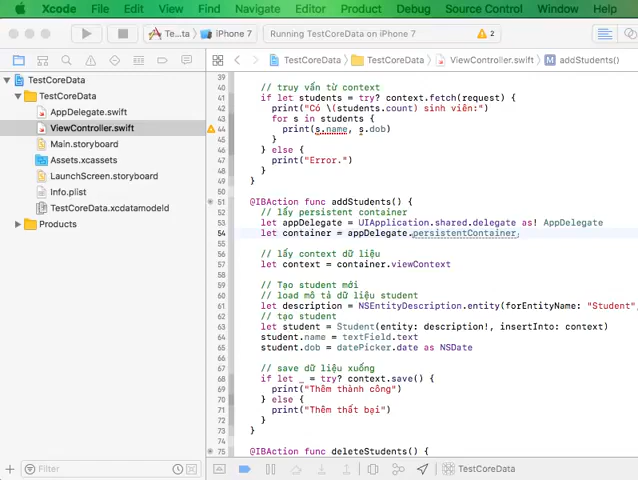 Xcode File Edit View Find Navigate Editor Product Debug Source Control Window Help
Te...ta iPhone 7 Running TestCoreData on iPhone 7 2
TestCoreData TestCoreData ViewController.swift M addStudents()
TestCoreData
TestCoreData
AppDelegate.swift
ViewController.swift
Main.storyboard
Assets.xcassets
LaunchScreen.storyboard
Info.plist
TestCoreData.xcdatamodeld
Products
Filter
39
40 // truy vấn từ context
41 if let students = try? context.fetch(request) {
42 print("Có \(students.count) sinh viên:")
43 for s in students {
44 print(s.name, s.dob)
45 }
46 } else {
47 print("Error.")
48 }
49 }
50
51 @IBAction func addStudents() {
52 // lấy persistent container
53 let appDelegate = UIApplication.shared.delegate as! AppDelegate
54 let container = appDelegate.persistentContainer;
55
56 // lấy context dữ liệu
57 let context = container.viewContext
58
59 // Tạo student mới
60 // load mô tả dữ liệu student
61 let description = NSEntityDescription.entity(forEntityName: "Student",
62 // tạo student
63 let student = Student(entity: description!, insertInto: context)
64 student.name = textField.text
65 student.dob = datePicker.date as NSDate
66
67 // save dữ liệu xuống
68 if let _ = try? context.save() {
69 print("Thêm thành công")
70 } else {
71 print("Thêm thất bại")
72 }
73 }
74
75 @IBAction func deleteStudents() {
TestCoreData